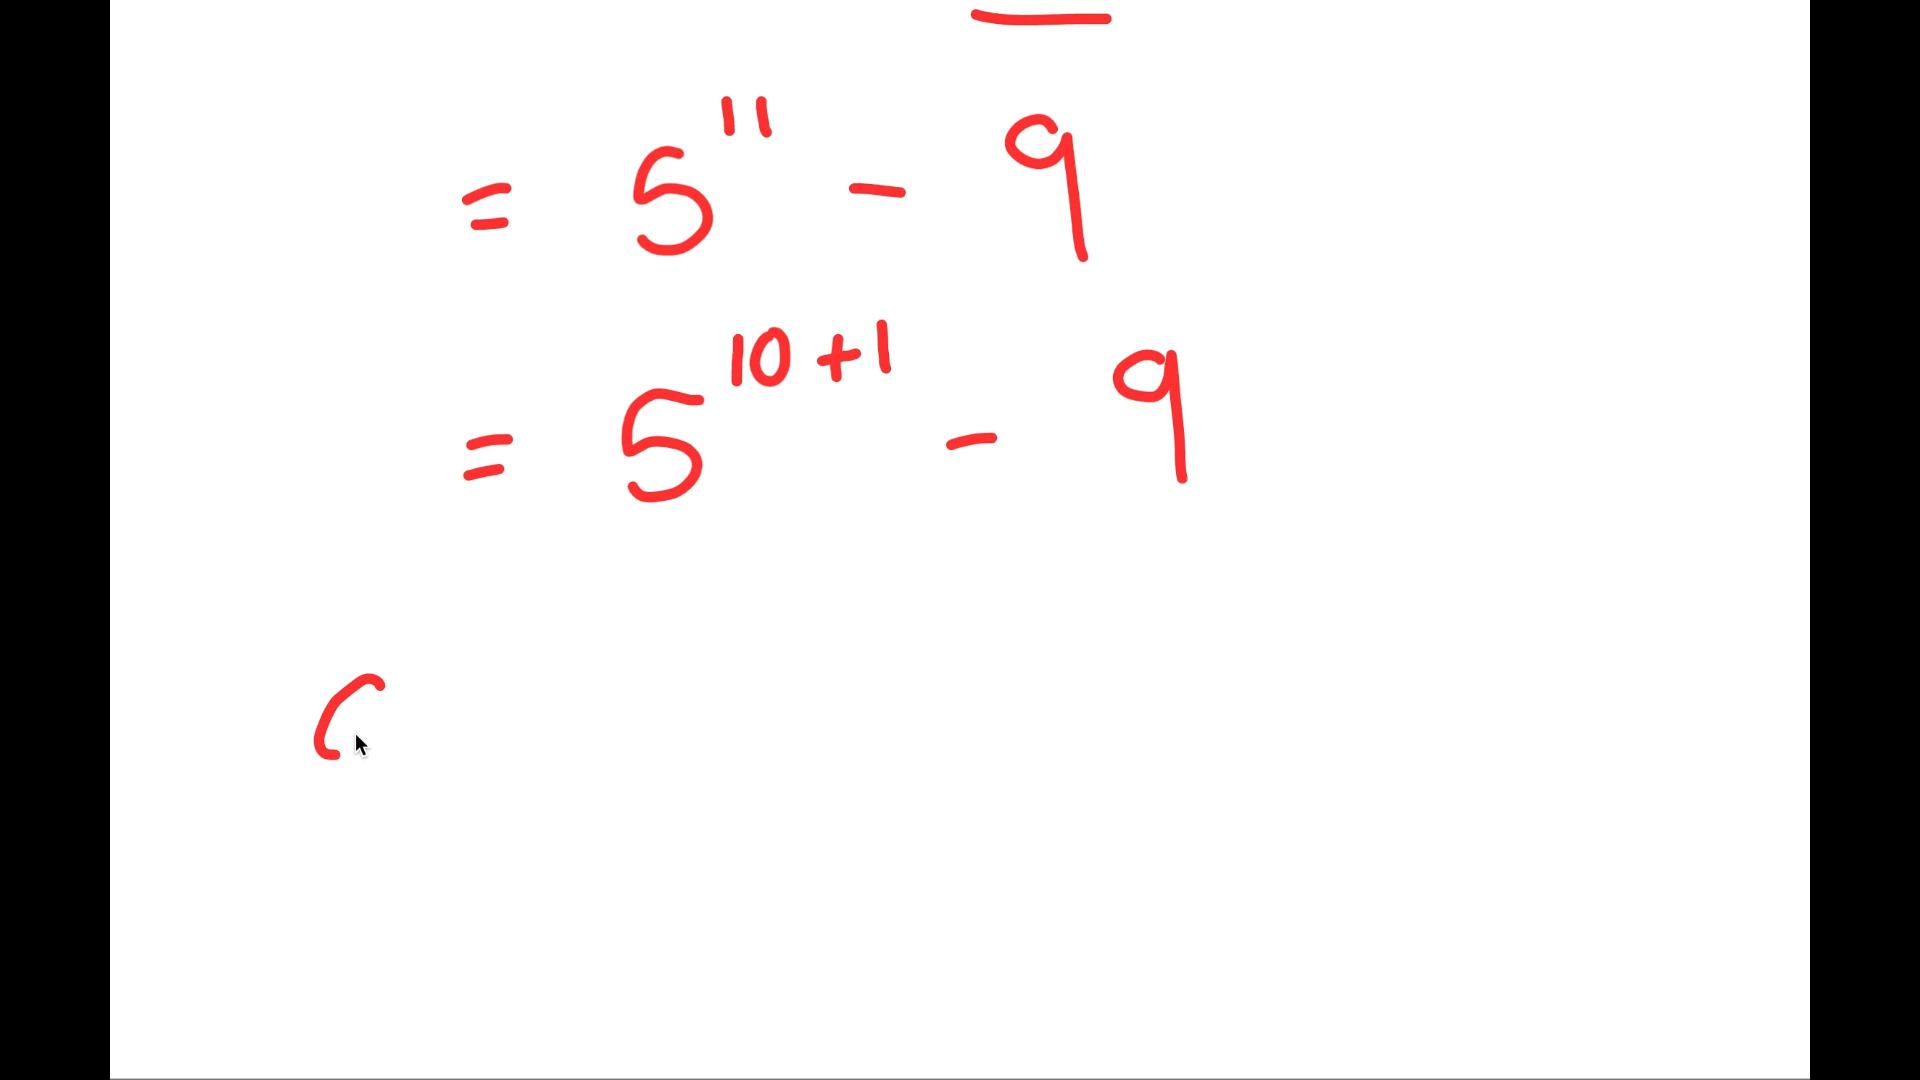 = 5¹¹ - 9
= 5¹⁰⁺¹ - 9